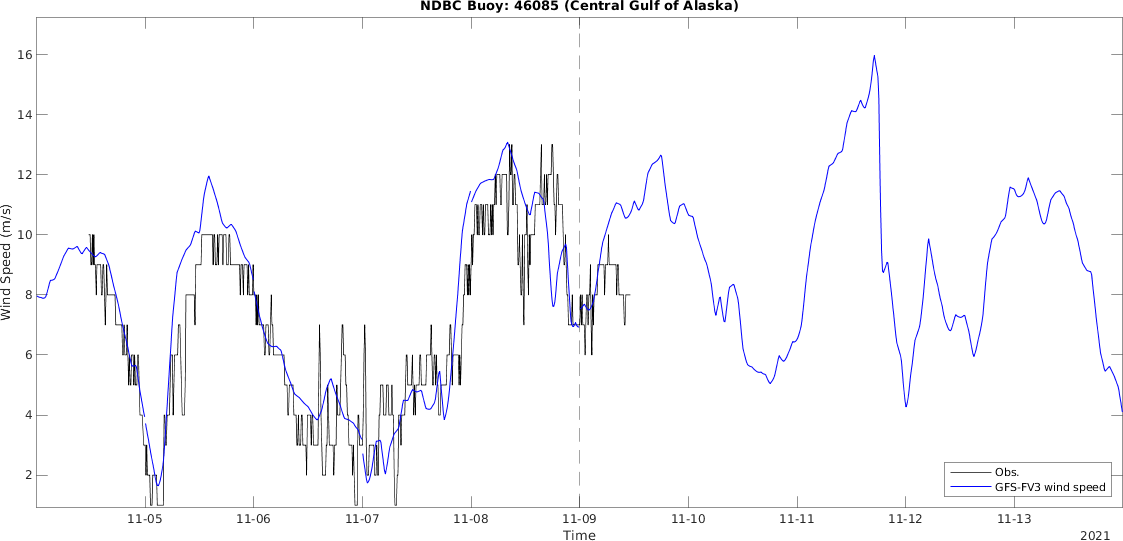 NDBC Buoy: 46085 (Central Gulf of Alaska)
Wind Speed (m/s)
16
14
12
10
8
6
4
2
11-05 11-06 11-07 11-08 11-09 11-10 11-11 11-12 11-13
Time
2021
Obs.
GFS-FV3 wind speed